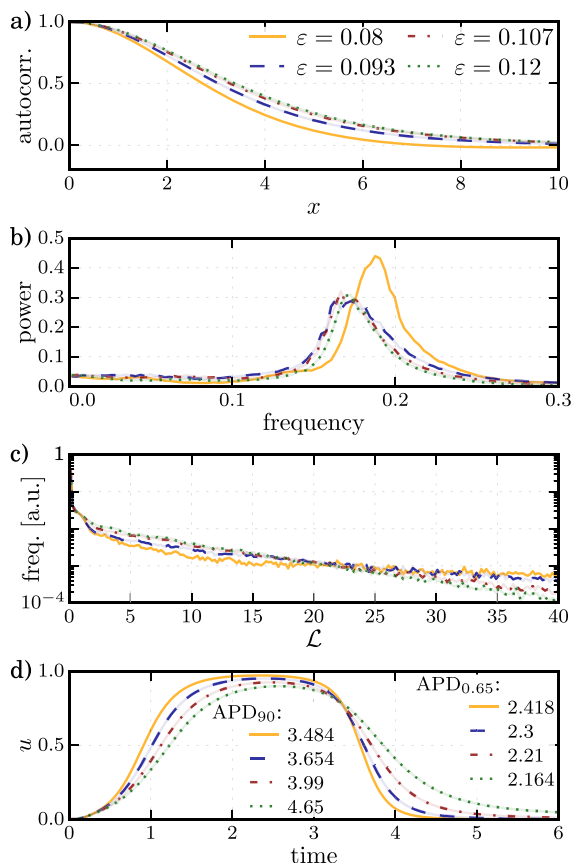 a)
1.0
0.5
0.0
autocorr.
ε = 0.08
ε = 0.107
ε = 0.093
ε = 0.12
0
2
4
6
8
10
x
b)
0.5
0.4
0.3
0.2
0.1
0.0
power
0.0
0.1
0.2
0.3
frequency
c)
1
10⁻⁴
freq. [a.u.]
0
5
10
15
20
25
30
35
40
ℒ
d)
1.0
0.5
0.0
u
APD₉₀:
3.484
3.654
3.99
4.65
APD₀.₆₅:
2.418
2.3
2.21
2.164
0
1
2
3
4
5
6
time